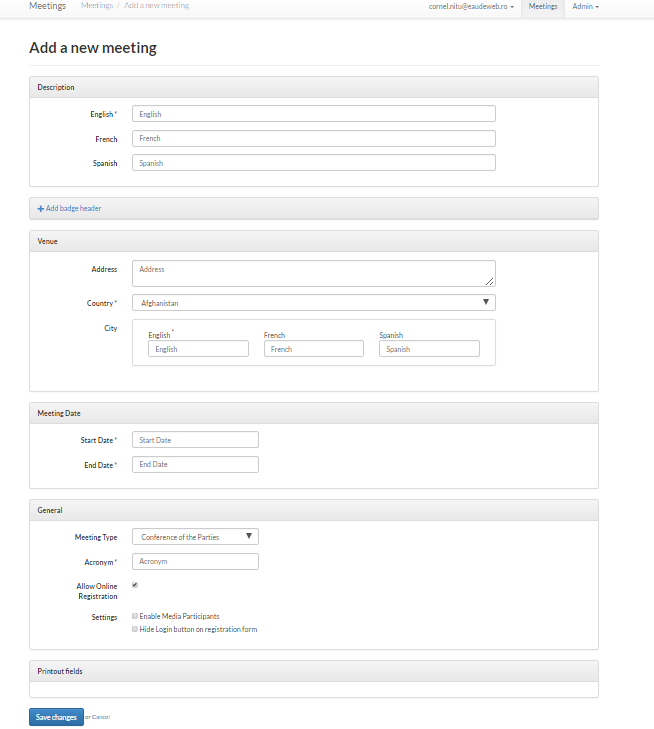 Meetings Meetings / Add a new meeting cornel.nitu@eaudeweb.ro Meetings Admin
Add a new meeting
Description
English * English
French French
Spanish Spanish
+ Add badge header
Venue
Address Address
Country * Afghanistan
City
English * French Spanish
English French Spanish
Meeting Date
Start Date * Start Date
End Date * End Date
General
Meeting Type Conference of the Parties
Acronym * Acronym
Allow Online
Registration
Settings Enable Media Participants
Hide Login button on registration form
Printout fields
Save changes or Cancel